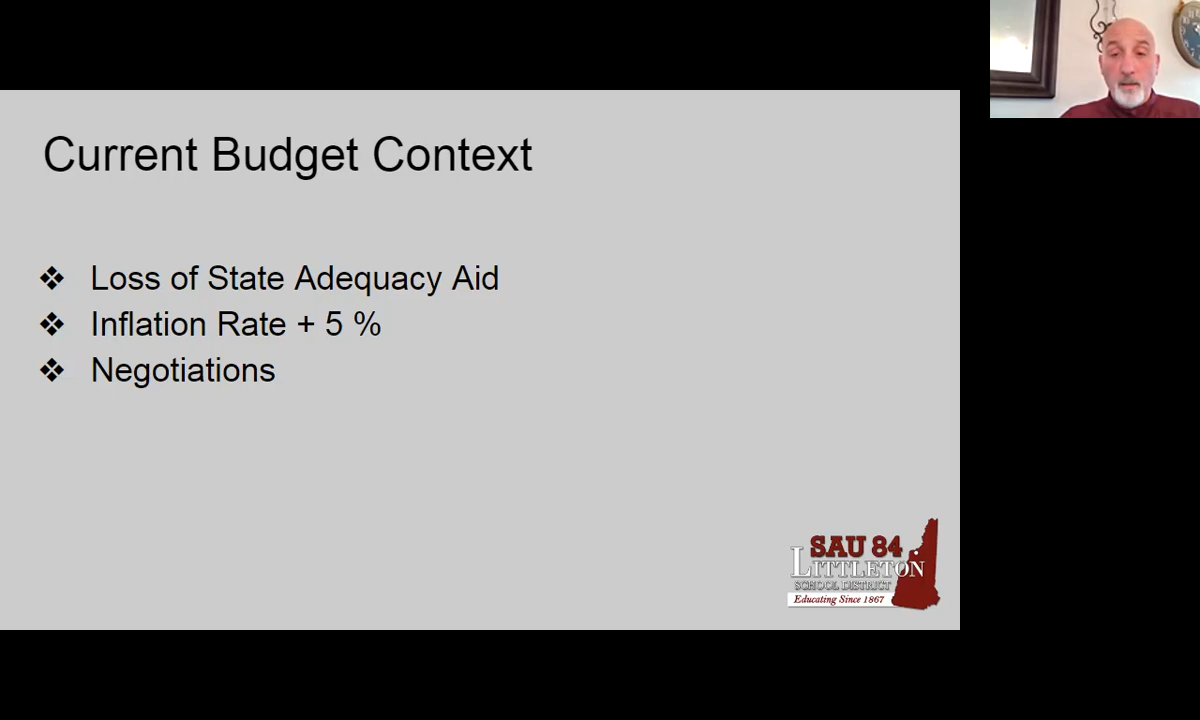 Current Budget Context
❖ Loss of State Adequacy Aid
❖ Inflation Rate + 5 %
❖ Negotiations
SAU 84
LITTLETON
SCHOOL DISTRICT
Educating Since 1867